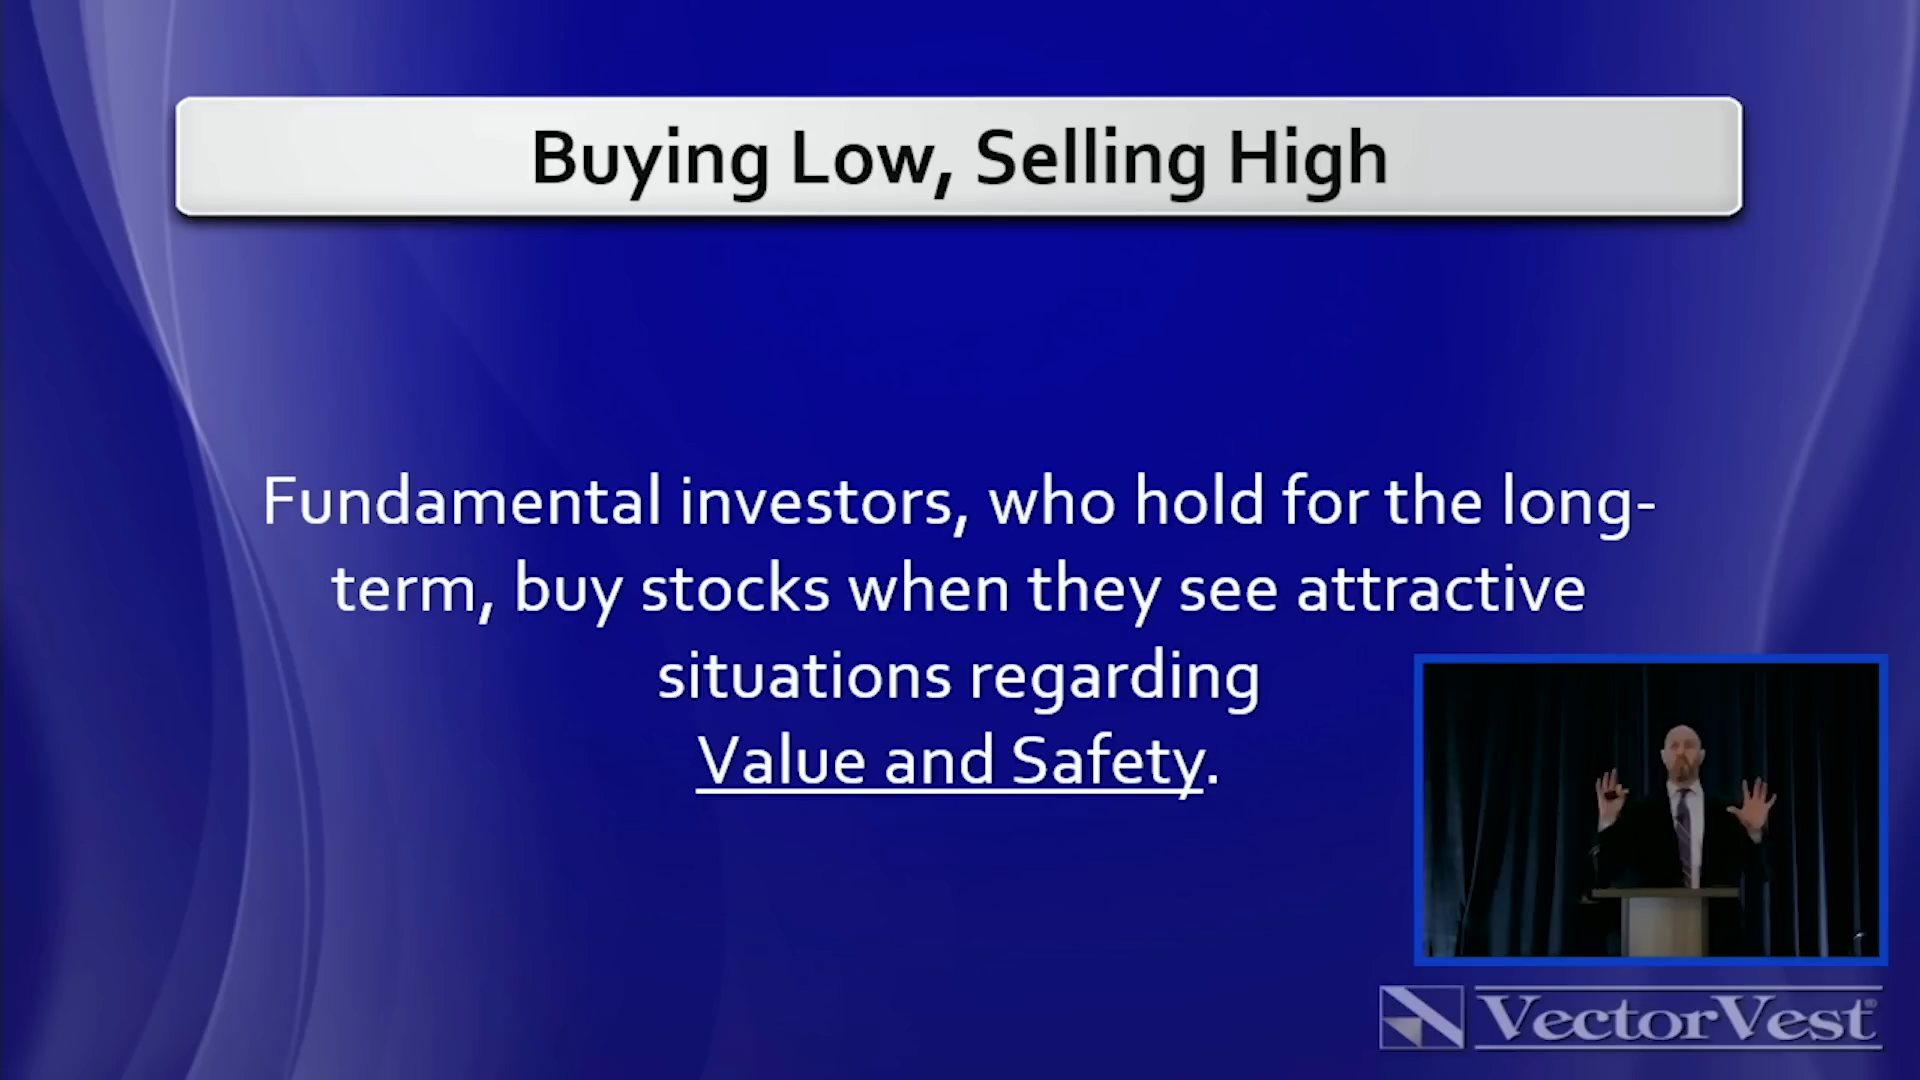 Buying Low, Selling High
Fundamental investors, who hold for the long-
term, buy stocks when they see attractive
situations regarding
Value and Safety.
VectorVest®